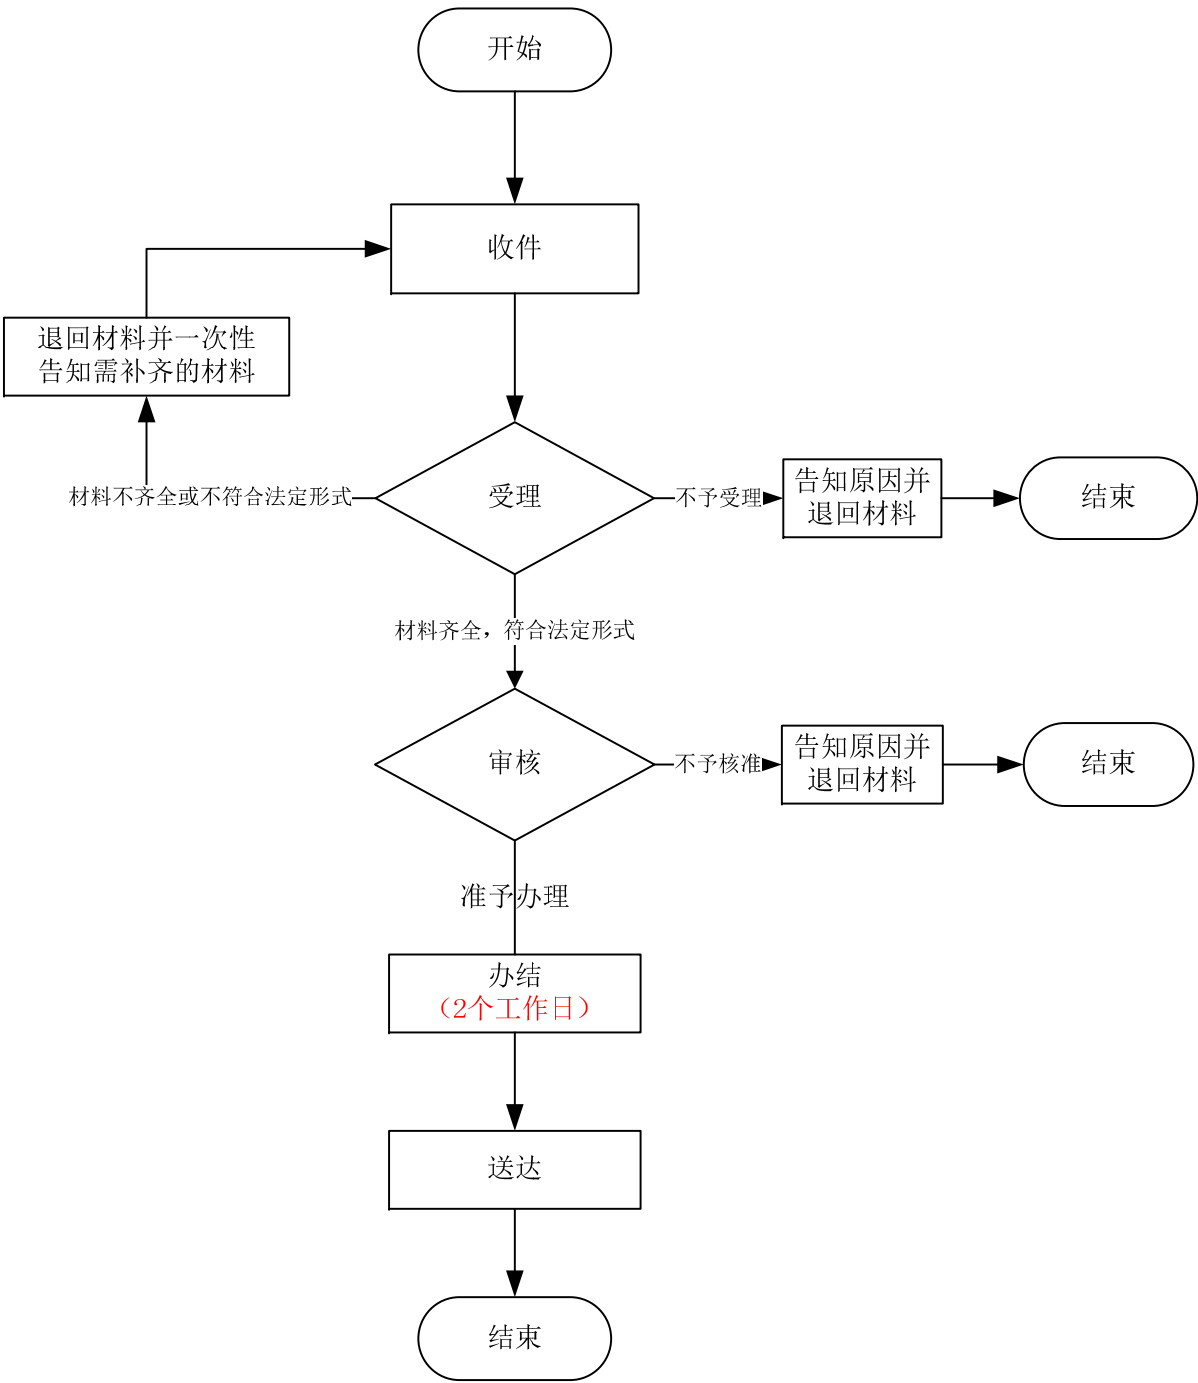 开始
收件
退回材料并一次性
告知需补齐的材料
材料不齐全或不符合法定形式
受理
不予受理
告知原因并
退回材料
结束
材料齐全，符合法定形式
审核
不予核准
告知原因并
退回材料
结束
准予办理
办结
（2个工作日）
送达
结束